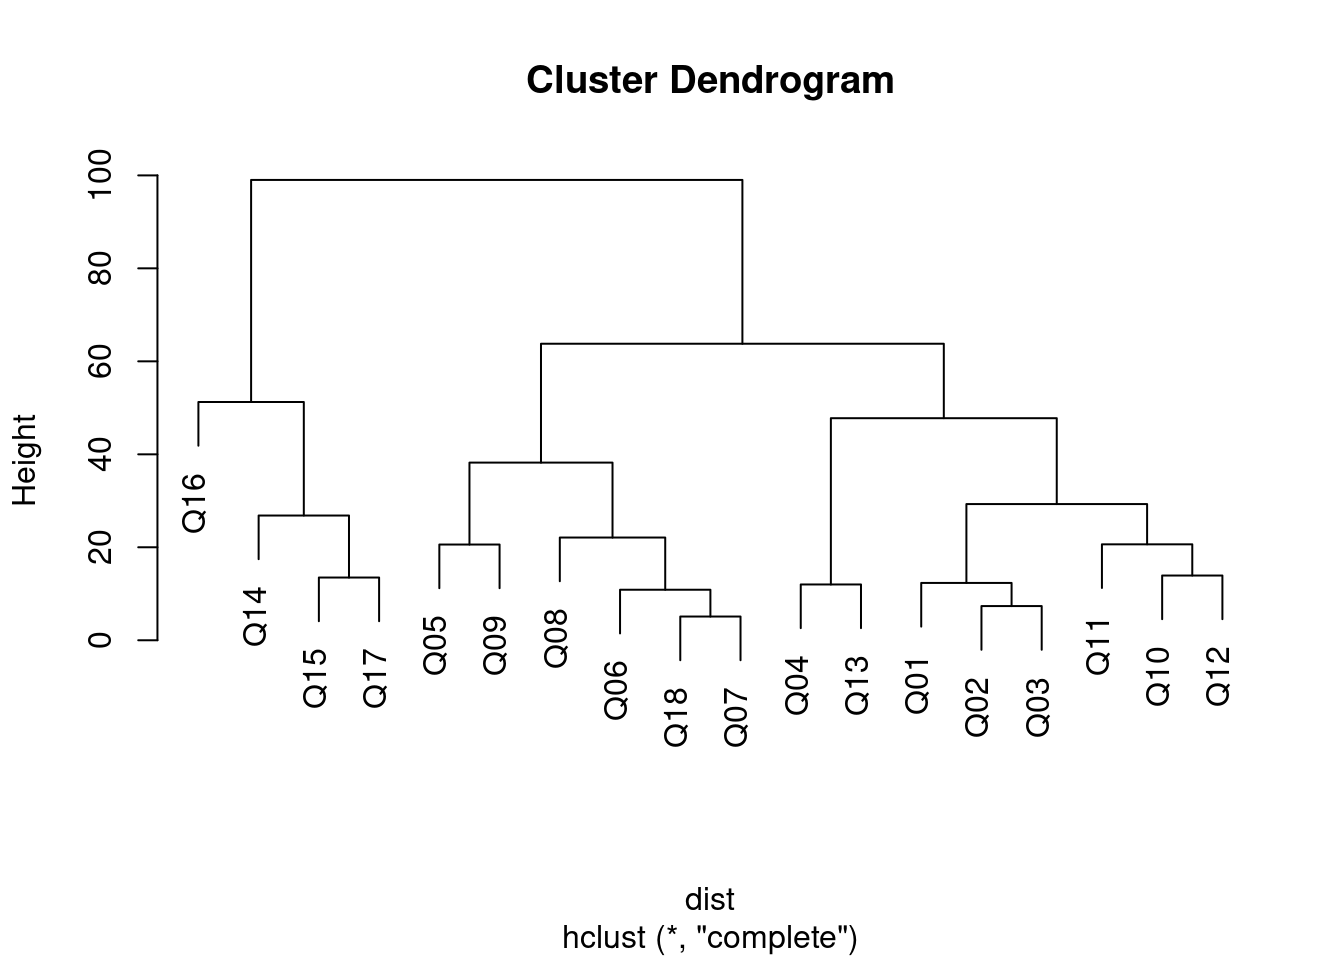 Cluster Dendrogram
Height
100
80
60
40
20
0
Q16
Q14
Q15
Q17
Q05
Q09
Q08
Q06
Q18
Q07
Q04
Q13
Q01
Q02
Q03
Q11
Q10
Q12
dist
hclust (*, "complete")